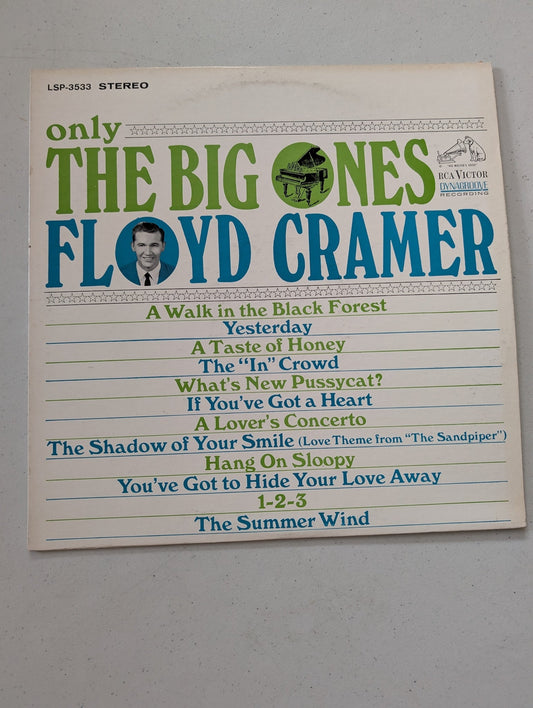 LSP-3533 STEREO
only
THE BIG ONES
FLOYD CRAMER
"HIS MASTER'S VOICE"
RCA VICTOR
DYNAGROOVE
RECORDING
A Walk in the Black Forest
Yesterday
A Taste of Honey
The "In" Crowd
What's New Pussycat?
If You've Got a Heart
A Lover's Concerto
The Shadow of Your Smile (Love Theme from "The Sandpiper")
Hang On Sloopy
You've Got to Hide Your Love Away
1-2-3
The Summer Wind